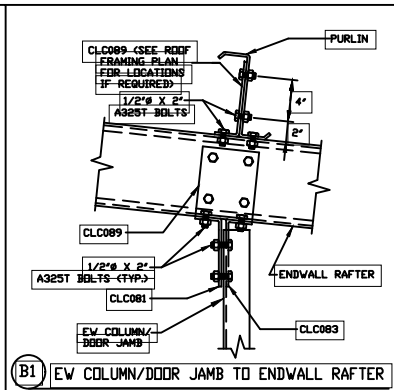 PURLIN
CLC089 (SEE ROOF
FRAMING PLAN
FOR LOCATIONS
IF REQUIRED)
1/2"ø X 2"
A325T BOLTS
4"
2"
CLC089
1/2"ø X 2"
A325T BOLTS (TYP.)
CLC081
ENDWALL RAFTER
EW COLUMN/
DOOR JAMB
CLC083
B1
EW COLUMN/DOOR JAMB TO ENDWALL RAFTER